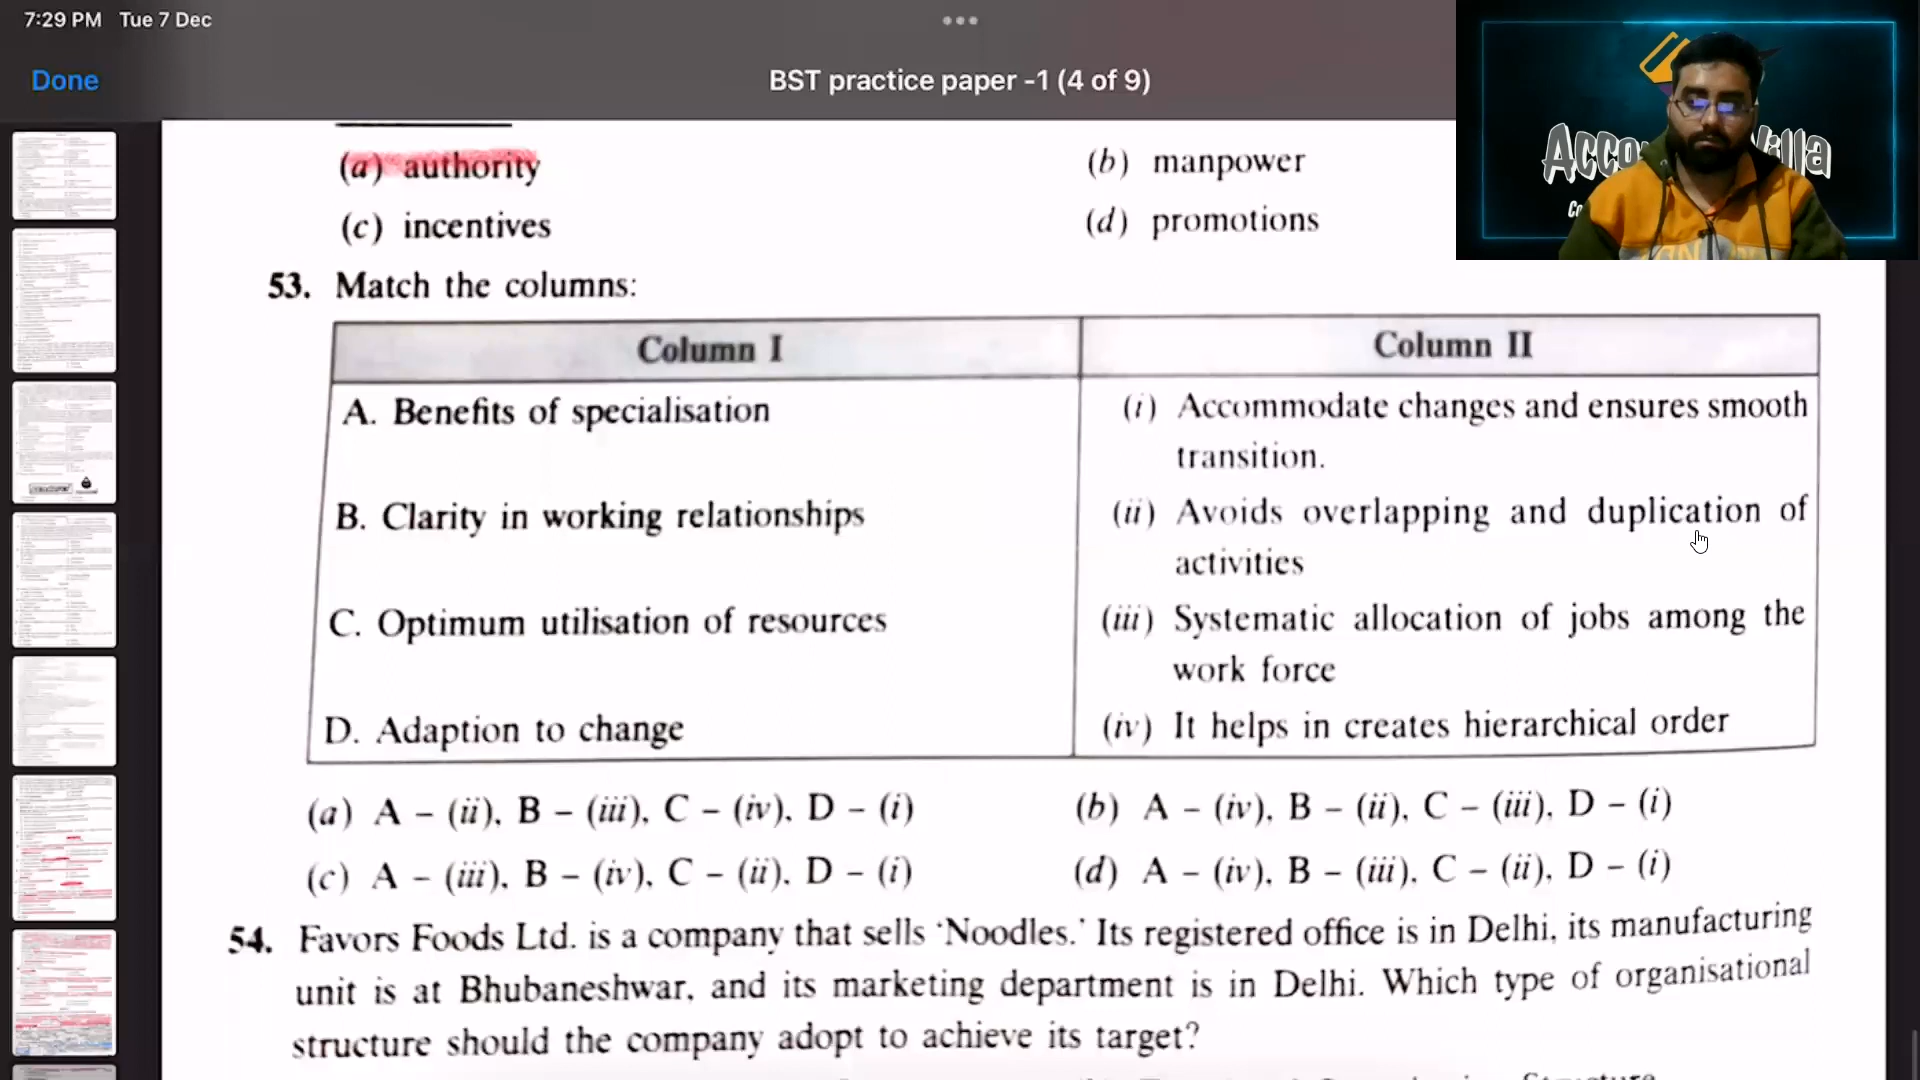 7:29 PM Tue 7 Dec
Done
BST practice paper -1 (4 of 9)
(a) authority
(b) manpower
(c) incentives
(d) promotions
53. Match the columns:
Column I
Column II
A. Benefits of specialisation
(i) Accommodate changes and ensures smooth
transition.
B. Clarity in working relationships
(ii) Avoids overlapping and duplication of
activities
C. Optimum utilisation of resources
(iii) Systematic allocation of jobs among the
work force
D. Adaption to change
(iv) It helps in creates hierarchical order
(a) A – (ii), B – (iii), C – (iv), D – (i)
(b) A – (iv), B – (ii), C – (iii), D – (i)
(c) A – (iii), B – (iv), C – (ii), D – (i)
(d) A – (iv), B – (iii), C – (ii), D – (i)
54. Favors Foods Ltd. is a company that sells 'Noodles.' Its registered office is in Delhi, its manufacturing
unit is at Bhubaneshwar, and its marketing department is in Delhi. Which type of organisational
structure should the company adopt to achieve its target?